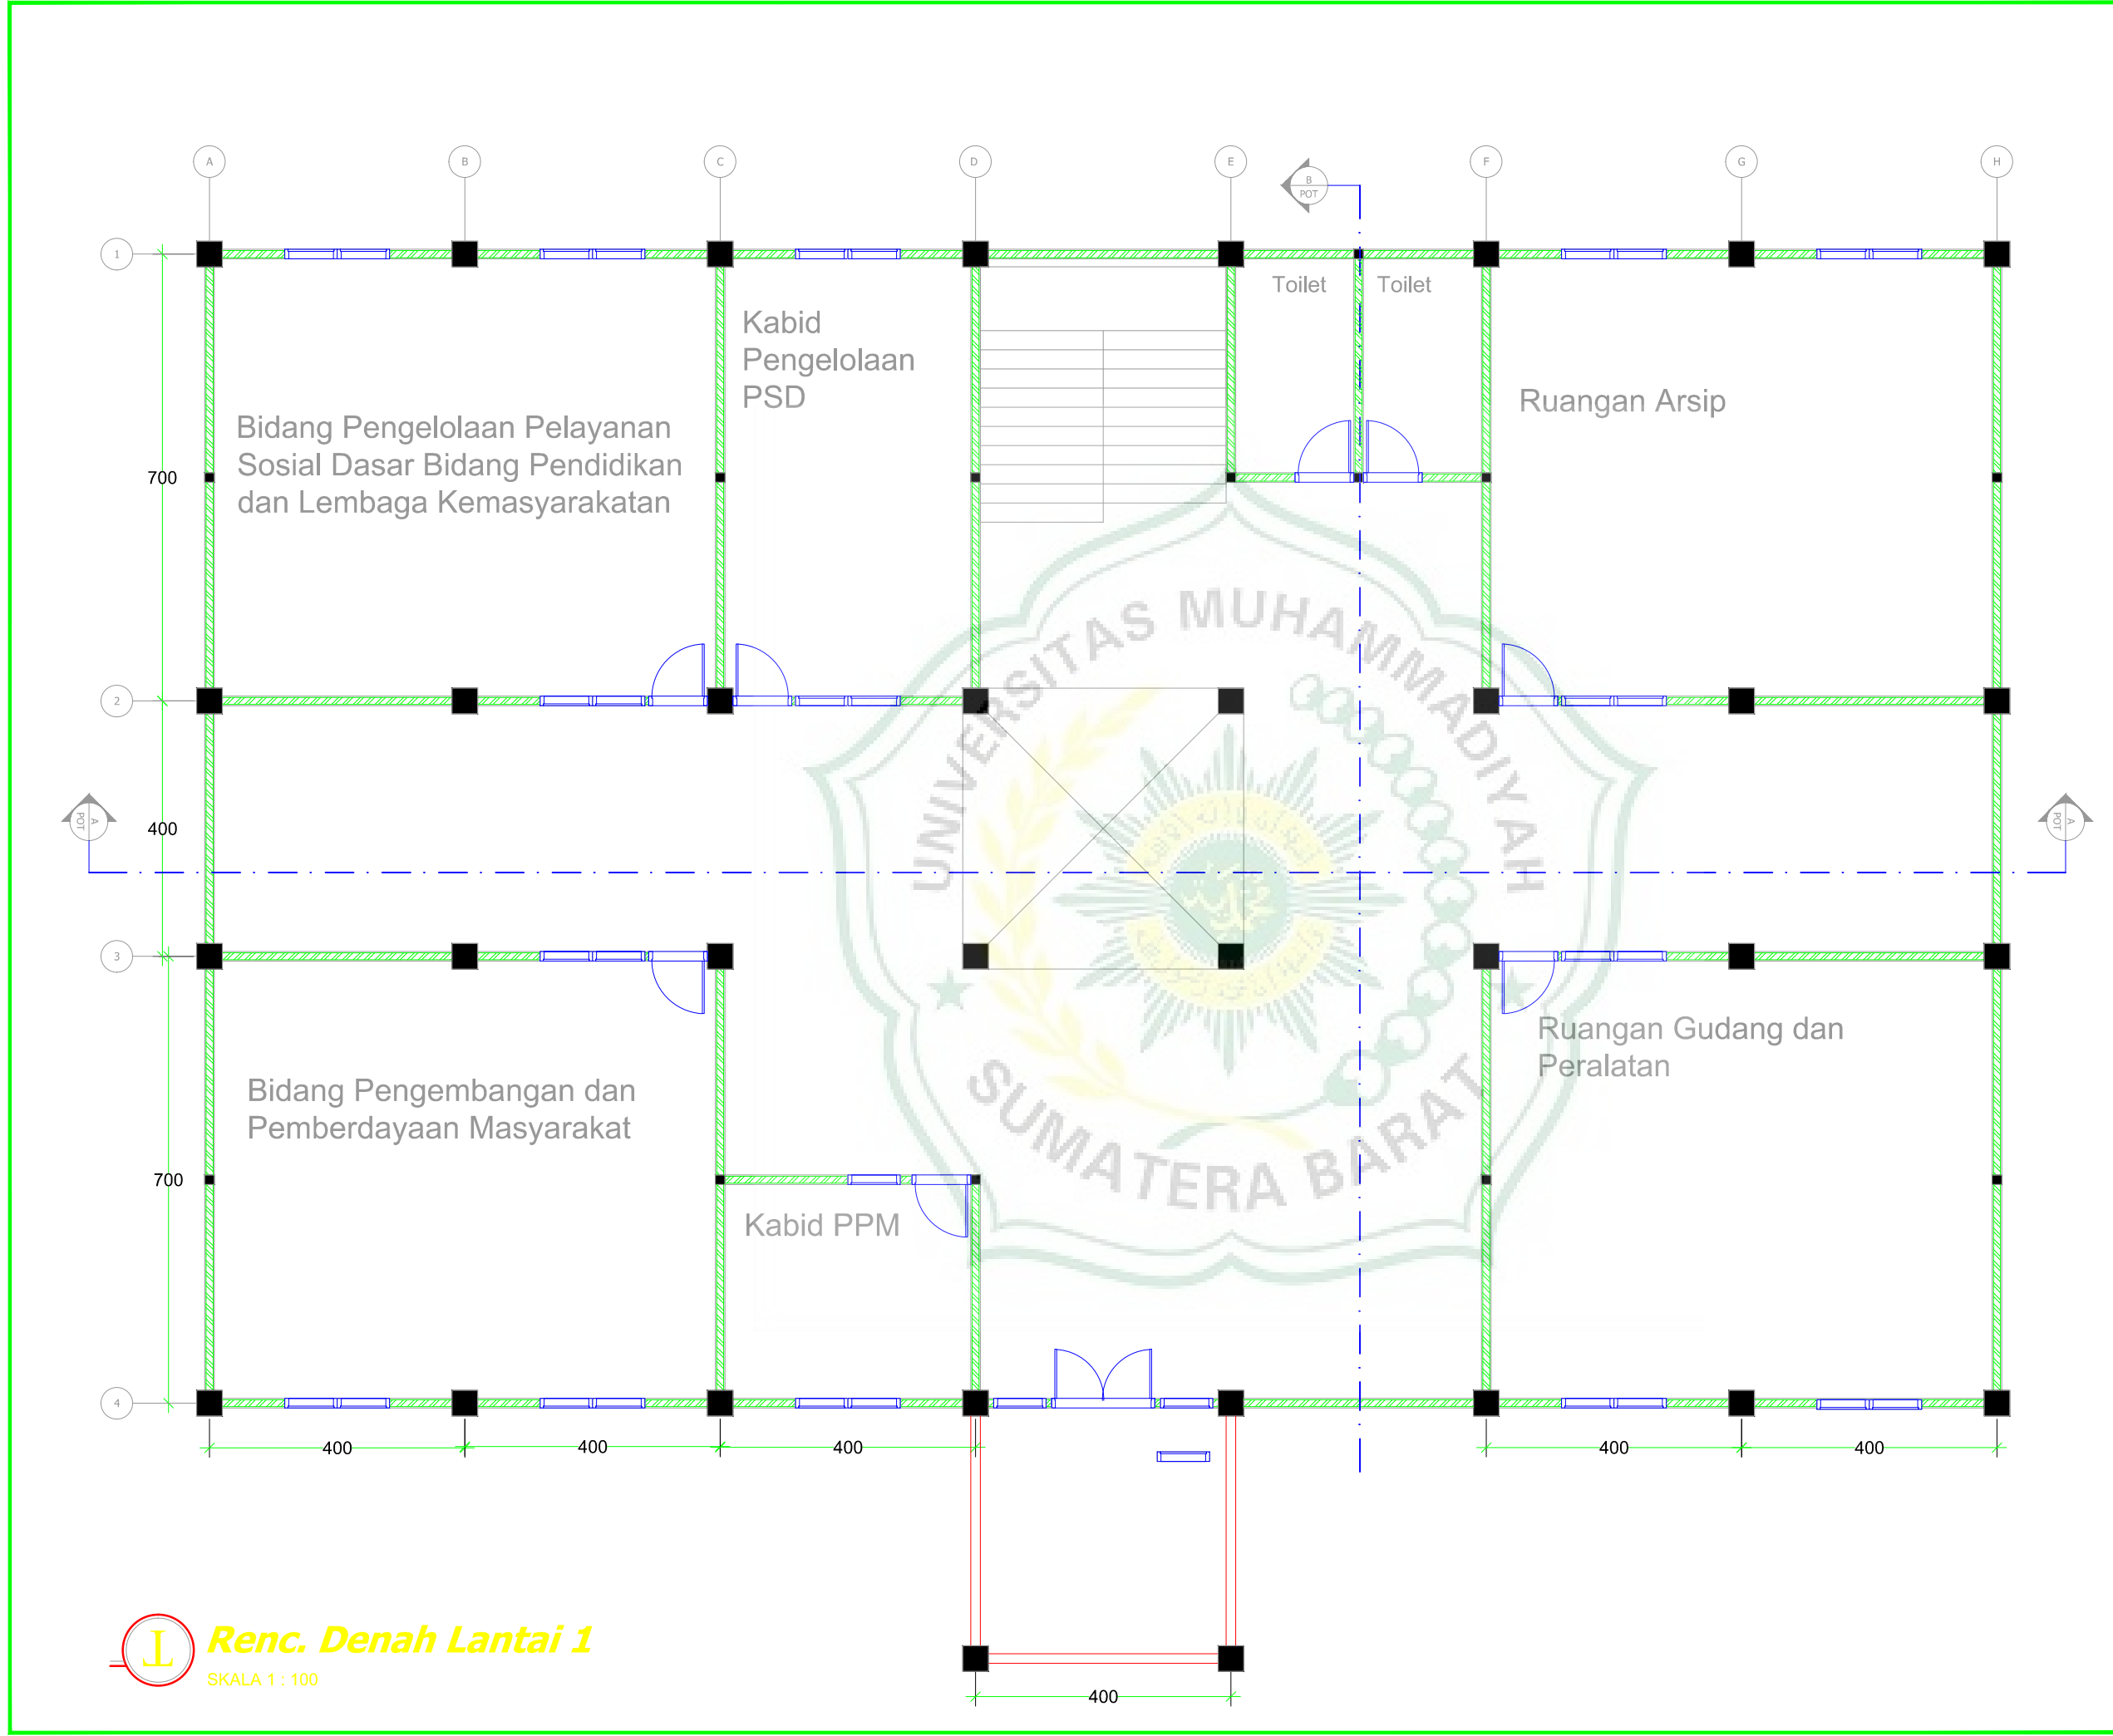 A
B
C
D
E
F
G
H
B
POT
1
Toilet
Toilet
Kabid
Pengelolaan
PSD
Ruangan Arsip
Bidang Pengelolaan Pelayanan
Sosial Dasar Bidang Pendidikan
dan Lembaga Kemasyarakatan
700
UNIVERSITAS MUHAMMADIYAH
2
400
A
POT
A
POT
3
Ruangan Gudang dan
Peralatan
Bidang Pengembangan dan
Pemberdayaan Masyarakat
SUMATERA BARAT
700
Kabid PPM
4
400
400
400
400
400
Renc. Denah Lantai 1
SKALA 1 : 100
400